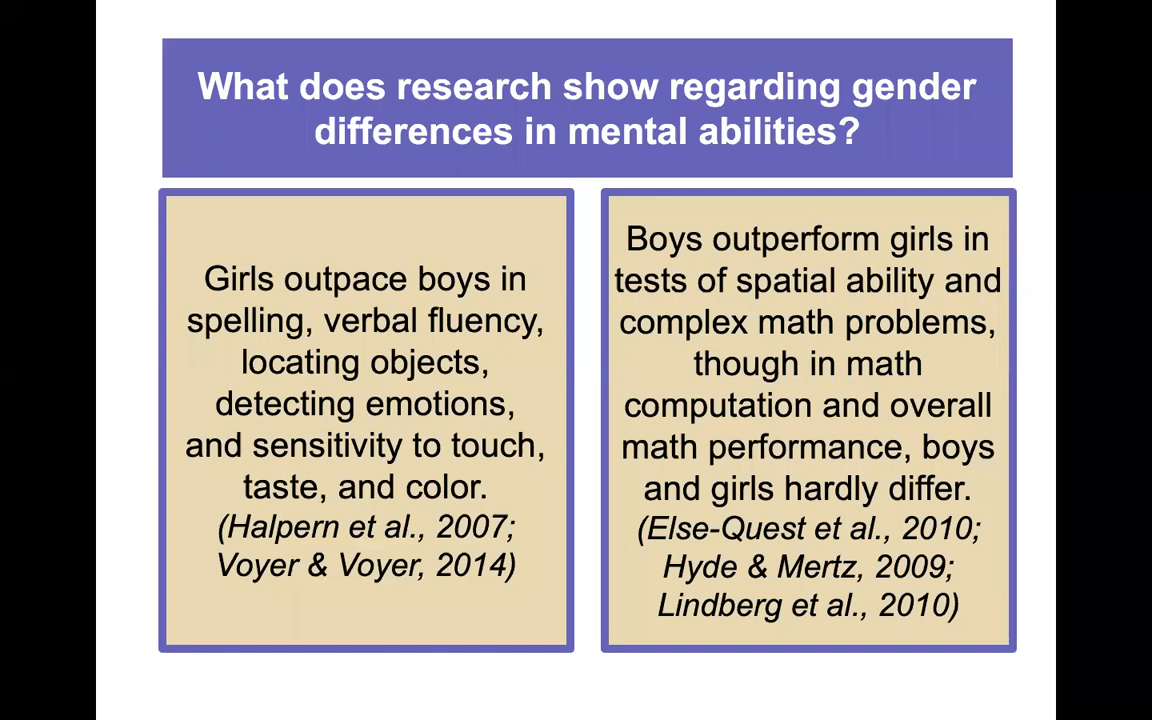 What does research show regarding gender
differences in mental abilities?
Girls outpace boys in
spelling, verbal fluency,
locating objects,
detecting emotions,
and sensitivity to touch,
taste, and color.
(Halpern et al., 2007;
Voyer & Voyer, 2014)
Boys outperform girls in
tests of spatial ability and
complex math problems,
though in math
computation and overall
math performance, boys
and girls hardly differ.
(Else-Quest et al., 2010;
Hyde & Mertz, 2009;
Lindberg et al., 2010)